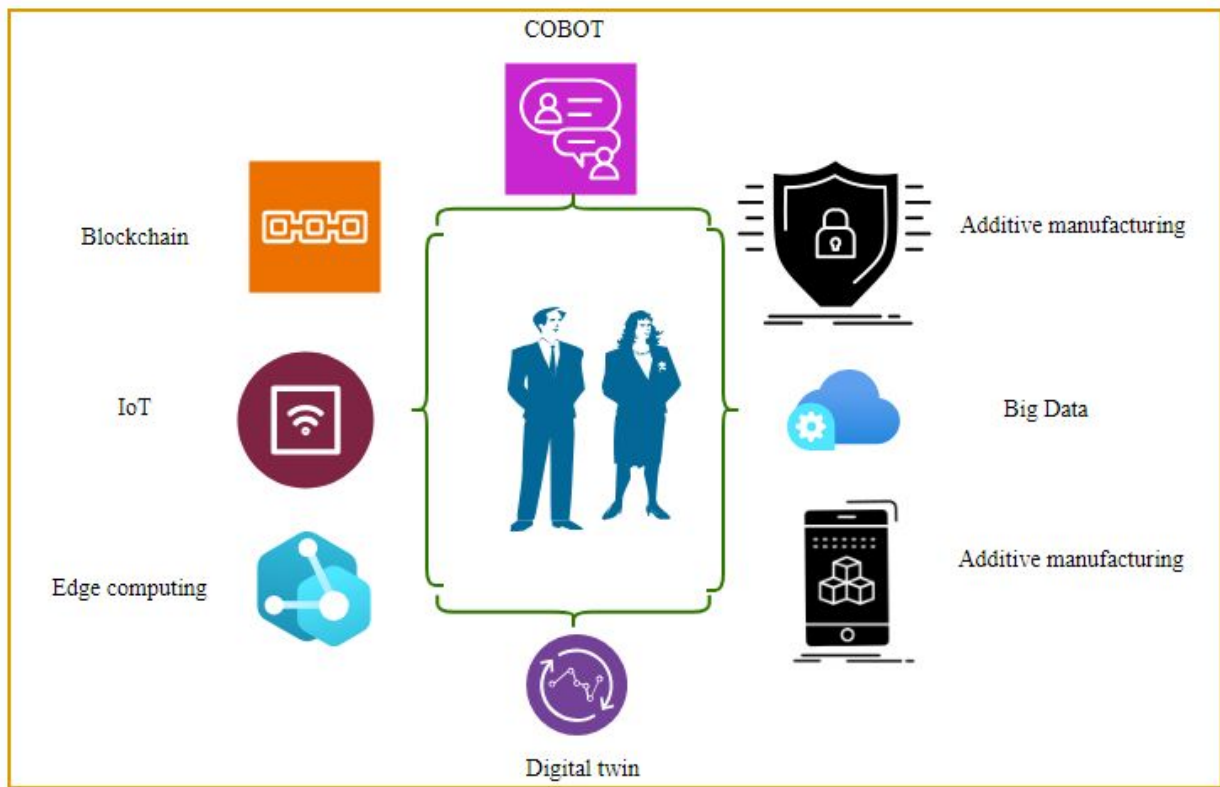 COBOT
Blockchain
Additive manufacturing
IoT
Big Data
Edge computing
Additive manufacturing
Digital twin